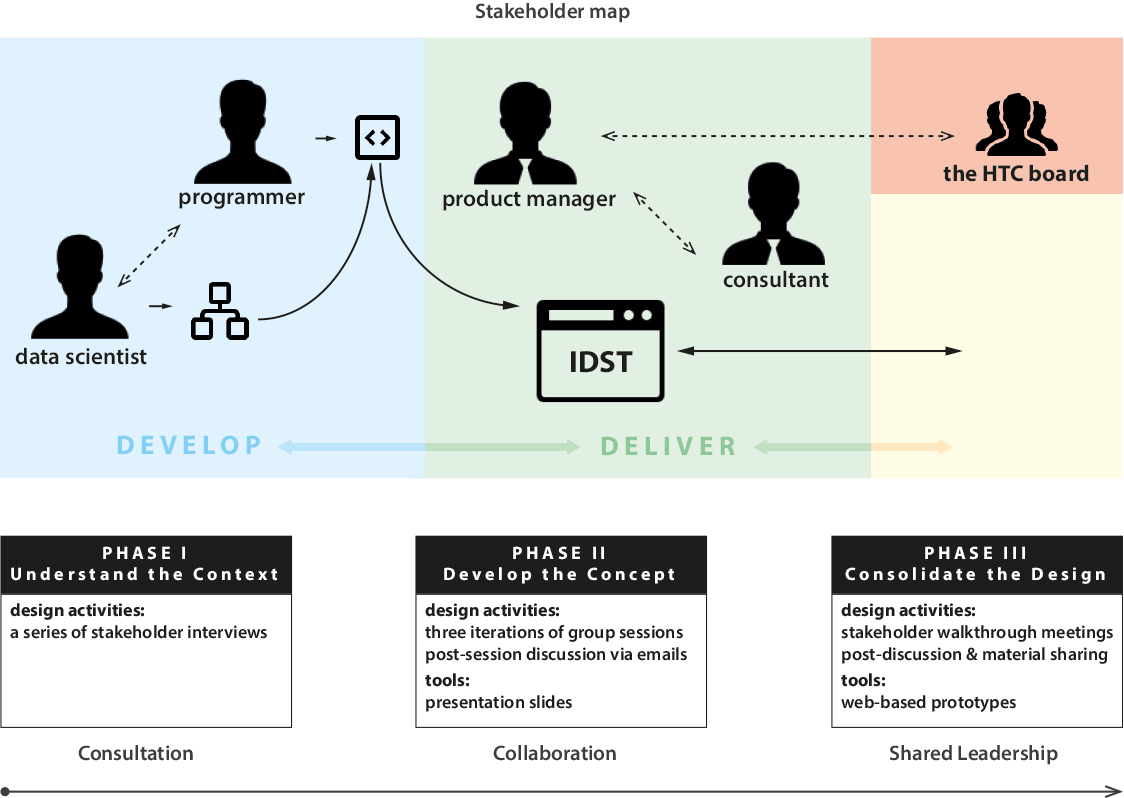 Stakeholder map
programmer
product manager
the HTC board
data scientist
consultant
IDST
DEVELOP
DELIVER
PHASE I
Understand the Context
design activities:
a series of stakeholder interviews
Consultation
PHASE II
Develop the Concept
design activities:
three iterations of group sessions
post-session discussion via emails
tools:
presentation slides
Collaboration
PHASE III
Consolidate the Design
design activities:
stakeholder walkthrough meetings
post-discussion & material sharing
tools:
web-based prototypes
Shared Leadership